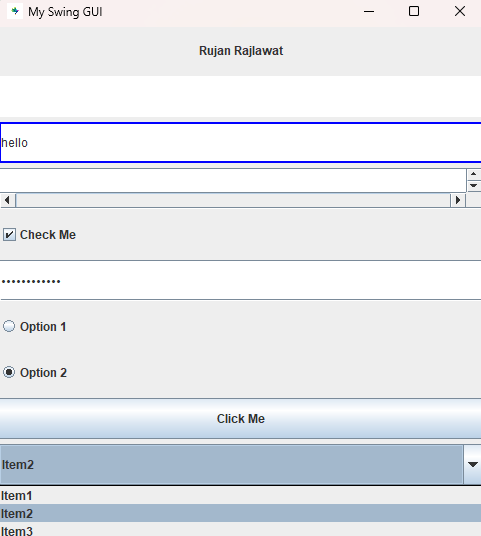 My Swing GUI
Rujan Rajlawat
hello
Check Me
••••••••••••
Option 1
Option 2
Click Me
Item2
Item1
Item2
Item3